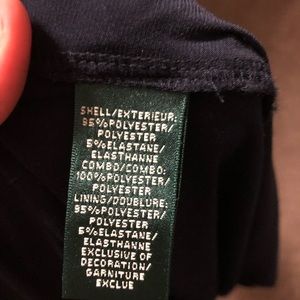 SHELL/EXTERIEUR:
95%POLYESTER/
POLYESTER
5%ELASTANE/
ELASTHANNE
COMBO/COMBO:
100%POLYESTER/
POLYESTER
LINING/DOUBLURE:
95%POLYESTER/
POLYESTER
5%ELASTANE/
ELASTHANNE
EXCLUSIVE OF
DECORATION/
GARNITURE
EXCLUE